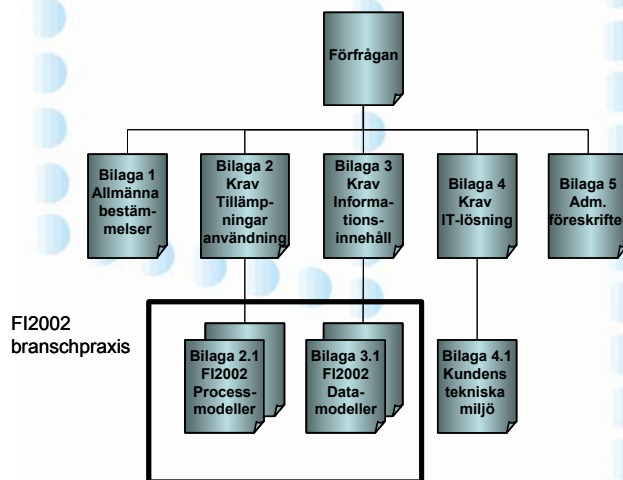 Förfrågan
Bilaga 1
Allmänna
bestäm-
melser
Bilaga 2
Krav
Tillämp-
ningar
användning
Bilaga 3
Krav
Informa-
tions-
innehåll
Bilaga 4
Krav
IT-lösning
Bilaga 5
Adm.
föreskrifte
FI2002
branschpraxis
Bilaga 2.1
FI2002
Process-
modeller
Bilaga 3.1
FI2002
Data-
modeller
Bilaga 4.1
Kundens
tekniska
miljö